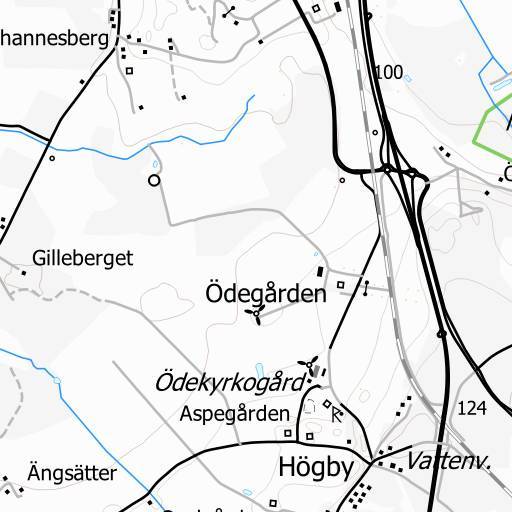 hannesberg
100
Gilleberget
Ödegården
Ödekyrkogård
Aspegården
124
Högby
Vattenv.
Ängsätter